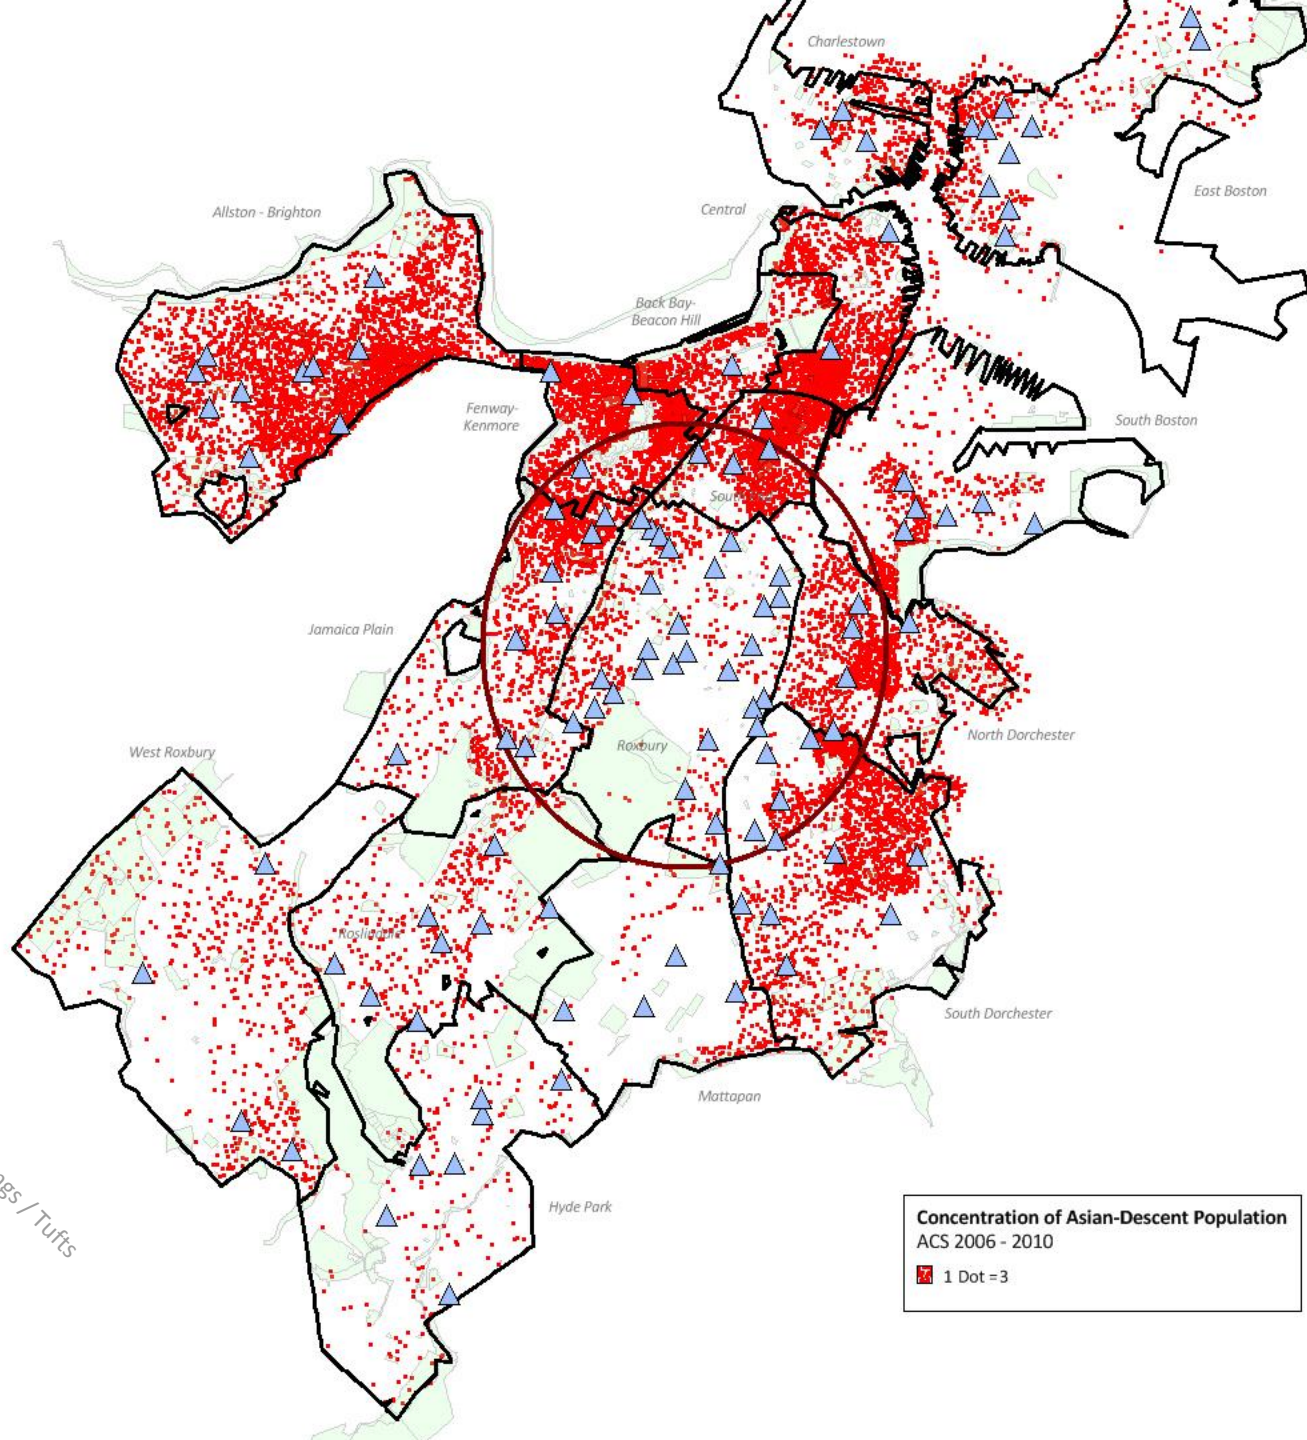 Charlestown
East Boston
Allston - Brighton
Central
Back Bay-
Beacon Hill
Fenway-
Kenmore
South Boston
Jamaica Plain
West Roxbury
Roxbury
North Dorchester
Roslindale
South Dorchester
Mattapan
Hyde Park
/ Tufts
Concentration of Asian-Descent Population
ACS 2006 - 2010
1 Dot =3